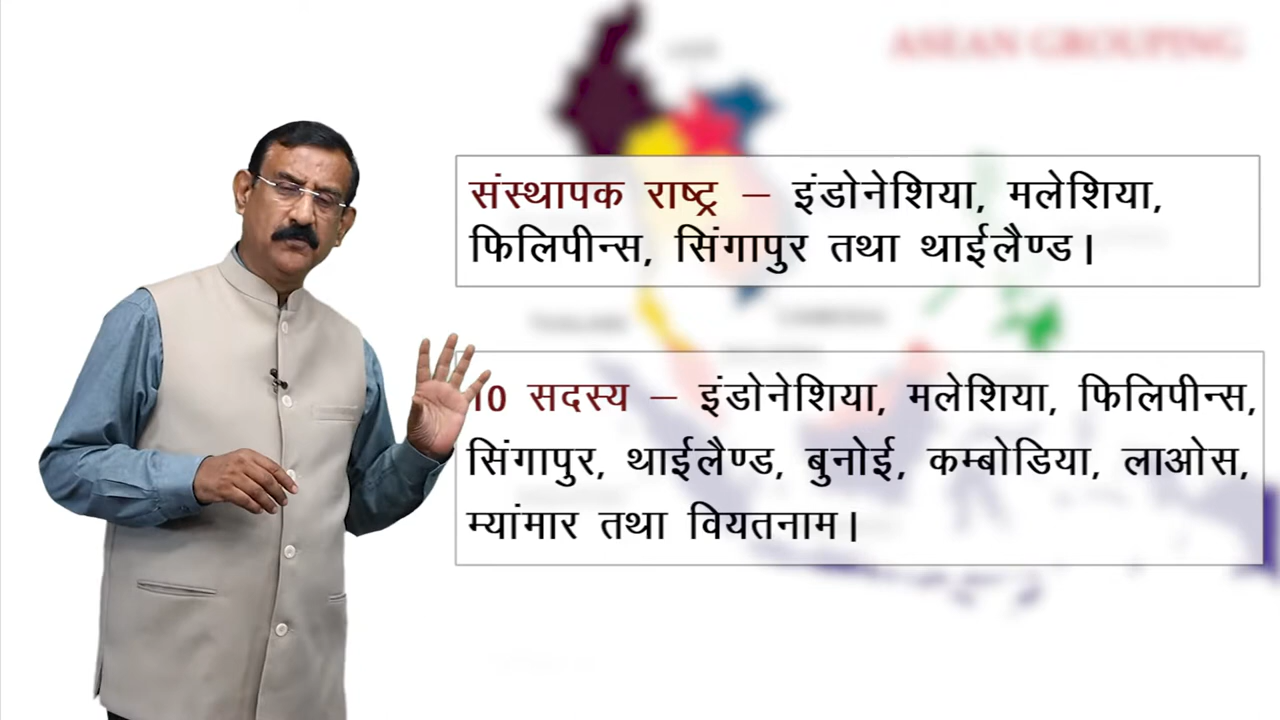 ASEAN GROUPING
संस्थापक राष्ट्र – इंडोनेशिया, मलेशिया,
फिलिपीन्स, सिंगापुर तथा थाईलैण्ड।
10 सदस्य – इंडोनेशिया, मलेशिया, फिलिपीन्स,
सिंगापुर, थाईलैण्ड, बुनोई, कम्बोडिया, लाओस,
म्यांमार तथा वियतनाम।